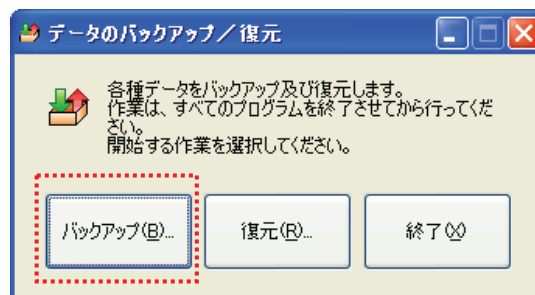 データのバックアップ／復元
各種データをバックアップ及び復元します。
作業は、すべてのプログラムを終了させてから行ってくだ
さい。
開始する作業を選択してください。
バックアップ(B)... 復元(R)... 終了(X)